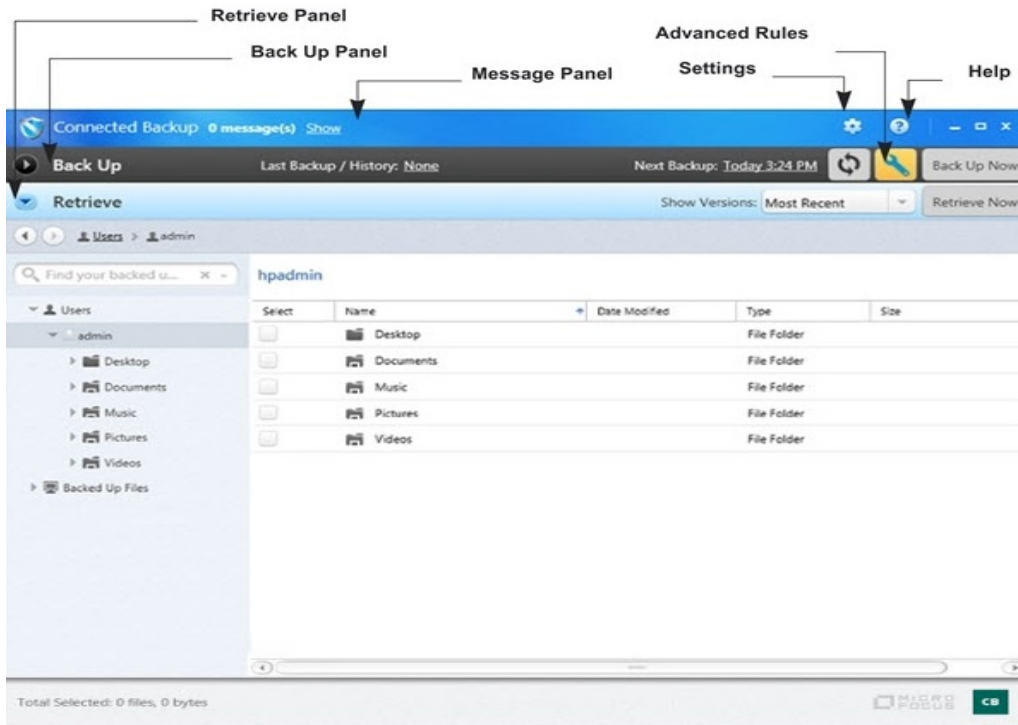 Retrieve Panel
Back Up Panel
Message Panel
Advanced Rules
Settings
Help
Connected Backup 0 message(s) Show
Back Up Last Backup / History: None Next Backup: Today 3:24 PM Back Up Now
Retrieve Show Versions: Most Recent Retrieve Now
Users > admin
Find your backed u...
hpadmin
Users
admin
Desktop
Documents
Music
Pictures
Videos
Backed Up Files
Select Name Date Modified Type Size
Desktop File Folder
Documents File Folder
Music File Folder
Pictures File Folder
Videos File Folder
Total Selected: 0 files, 0 bytes
MICRO
FOCUS
CB